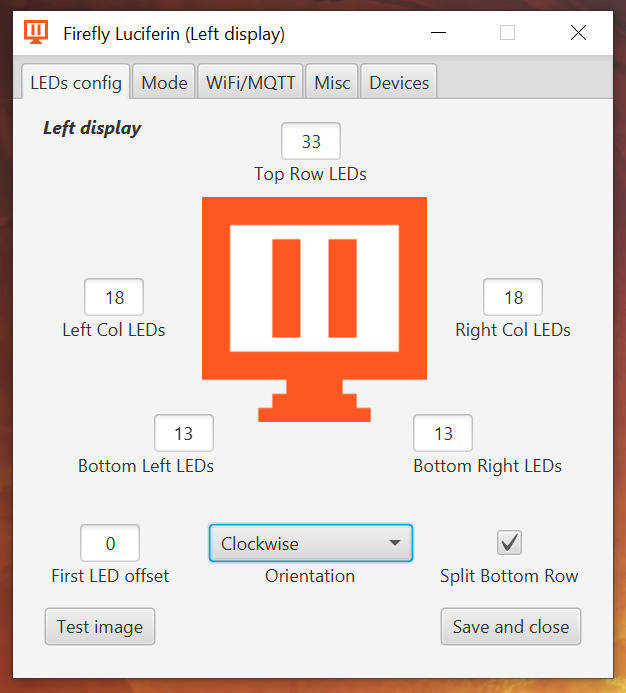 Firefly Luciferin (Left display)
LEDs config Mode WiFi/MQTT Misc Devices
Left display
33
Top Row LEDs
18
Left Col LEDs
18
Right Col LEDs
13
Bottom Left LEDs
13
Bottom Right LEDs
0
First LED offset
Clockwise
Orientation
Split Bottom Row
Test image
Save and close